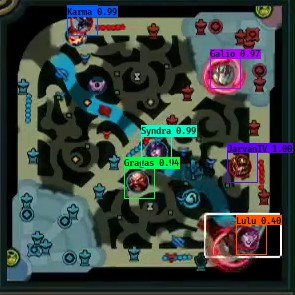 Karma 0.99
Galio 0.97
Syndra 0.99
JarvanIV 1.00
Gragas 0.94
Lulu 0.40